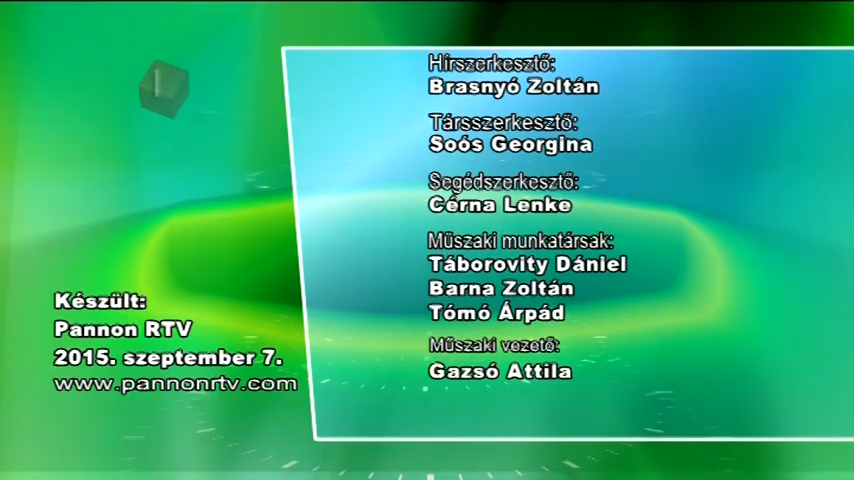 Hírszerkesztő:
Brasnyó Zoltán
Társszerkesztő:
Soós Georgina
Segédszerkesztő:
Cérna Lenke
Műszaki munkatársak:
Táborovity Dániel
Barna Zoltán
Tómó Árpád
Műszaki vezető:
Gazsó Attila
Készült:
Pannon RTV
2015. szeptember 7.
www.pannonrtv.com